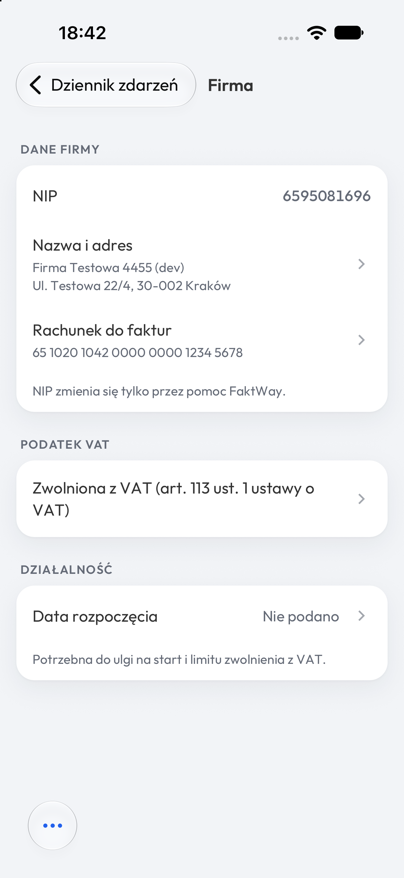 18:42
Dziennik zdarzeń
Firma
DANE FIRMY
NIP
6595081696
Nazwa i adres
Firma Testowa 4455 (dev)
Ul. Testowa 22/4, 30-002 Kraków
Rachunek do faktur
65 1020 1042 0000 0000 1234 5678
NIP zmienia się tylko przez pomoc FaktWay.
PODATEK VAT
Zwolniona z VAT (art. 113 ust. 1 ustawy o
VAT)
DZIAŁALNOŚĆ
Data rozpoczęcia
Nie podano
Potrzebna do ulgi na start i limitu zwolnienia z VAT.